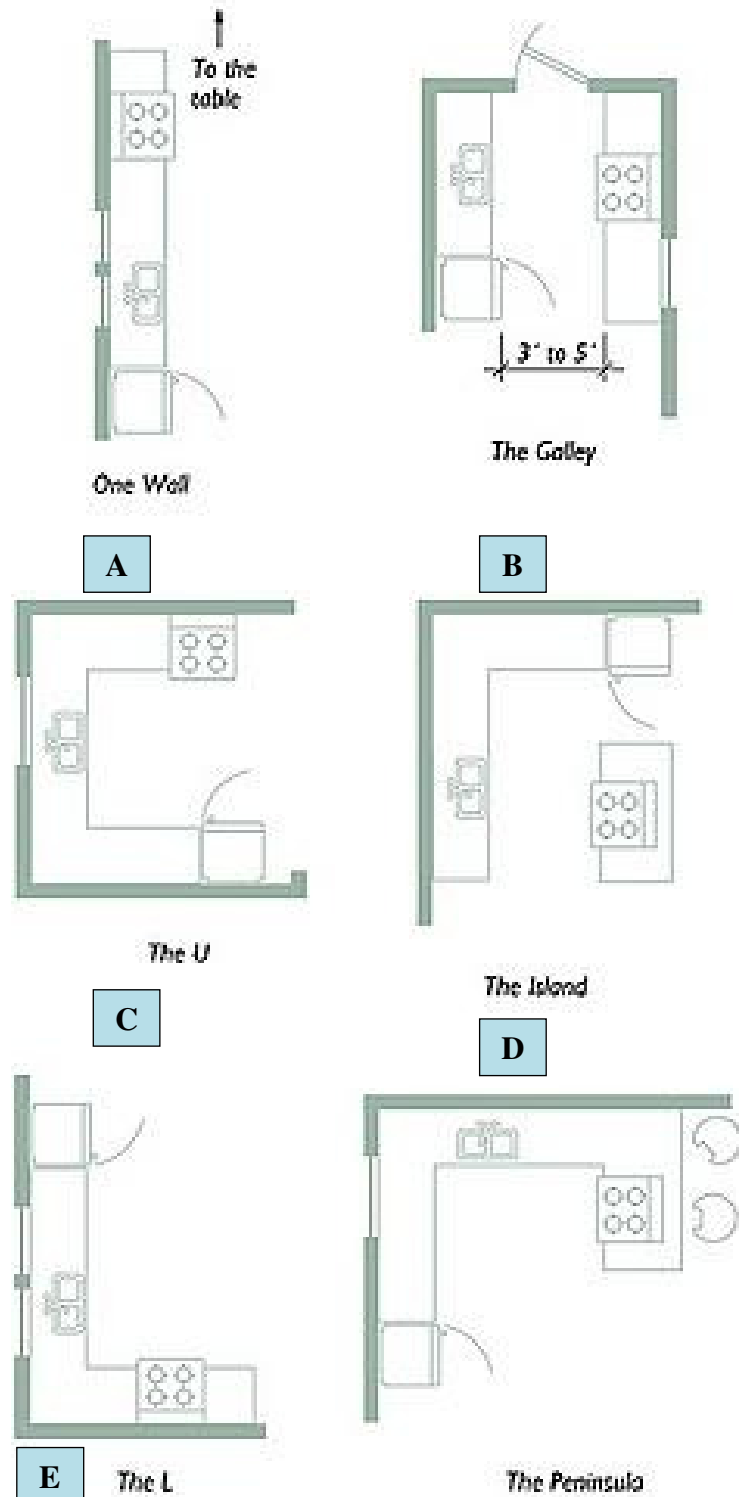 To the
table
3' to 5'
The Galley
One Wall
A
B
The U
The Island
C
D
E
The L
The Peninsula